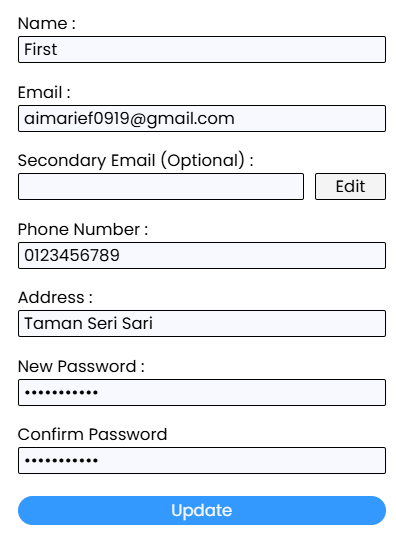 Name :
First
Email :
aimarief0919@gmail.com
Secondary Email (Optional) :
Edit
Phone Number :
0123456789
Address :
Taman Seri Sari
New Password :
•••••••••••
Confirm Password
•••••••••••
Update